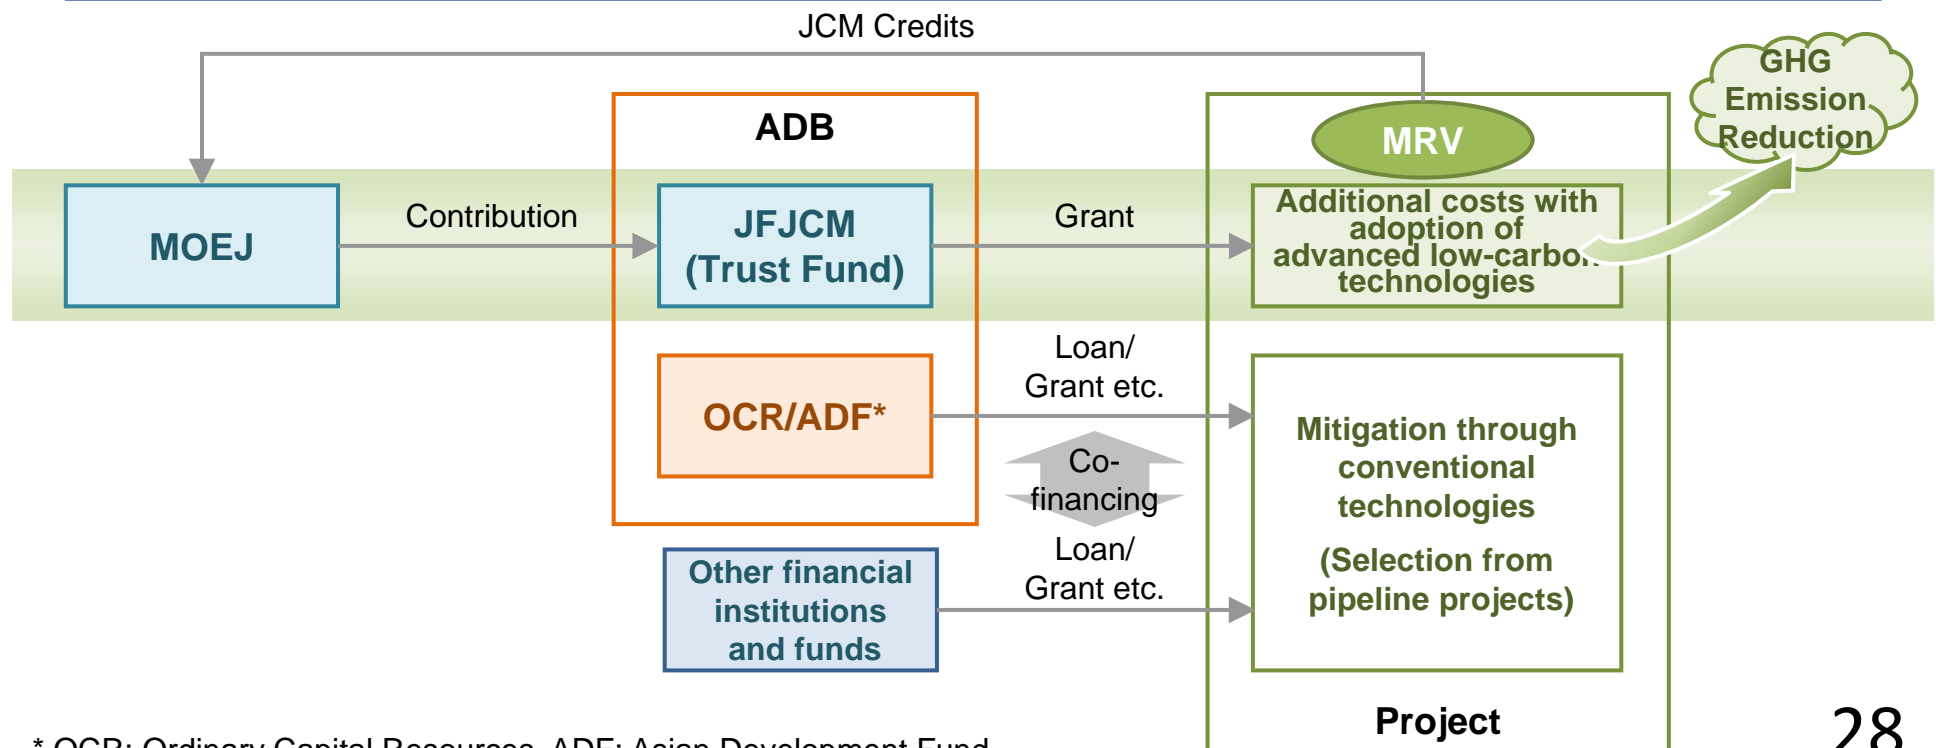 JCM Credits
GHG
Emission
Reduction
ADB
MRV
MOEJ
Contribution
JFJCM
(Trust Fund)
Grant
Additional costs with
adoption of
advanced low-carbon
technologies
OCR/ADF*
Loan/
Grant etc.
Co-
financing
Mitigation through
conventional
technologies
(Selection from
pipeline projects)
Other financial
institutions
and funds
Loan/
Grant etc.
Project
* OCR: Ordinary Capital Resources, ADF: Asian Development Fund
28